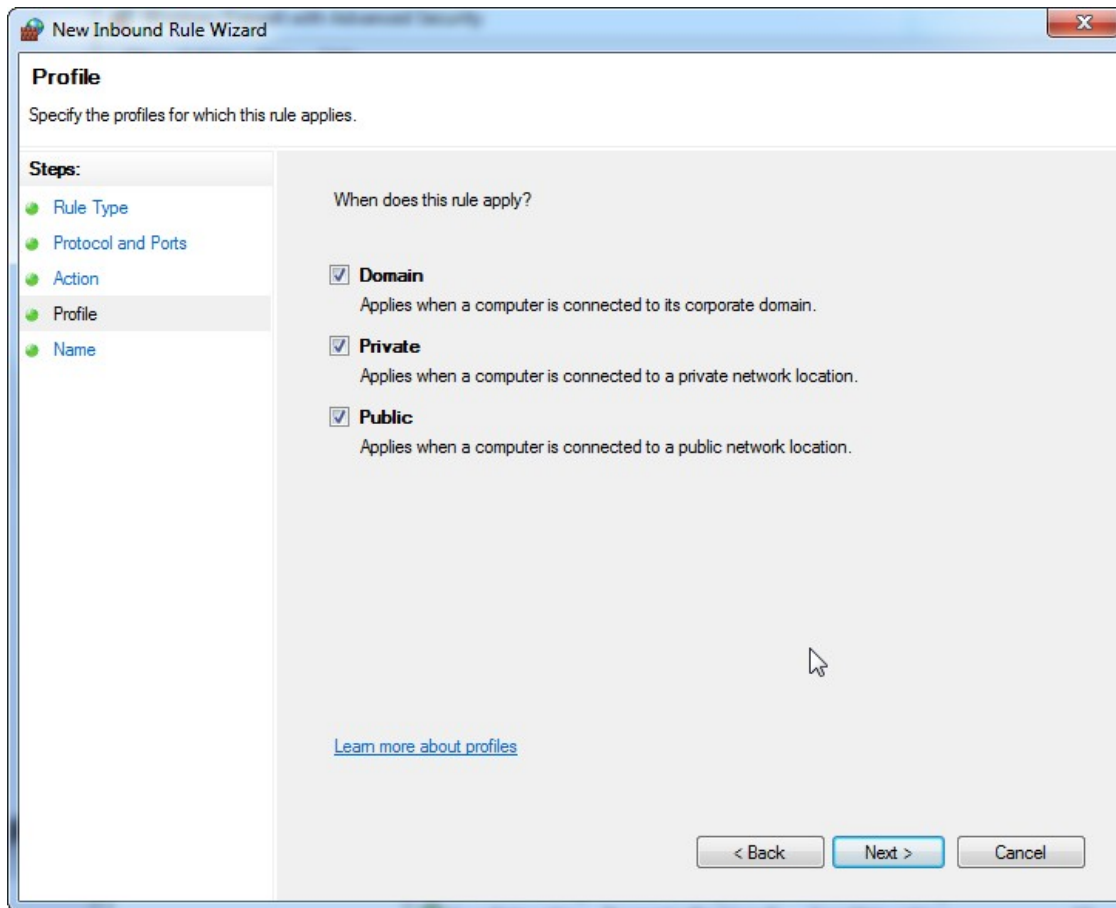 New Inbound Rule Wizard
Profile
Specify the profiles for which this rule applies.
Steps:
Rule Type
Protocol and Ports
Action
Profile
Name
When does this rule apply?
Domain
Applies when a computer is connected to its corporate domain.
Private
Applies when a computer is connected to a private network location.
Public
Applies when a computer is connected to a public network location.
Learn more about profiles
< Back
Next >
Cancel